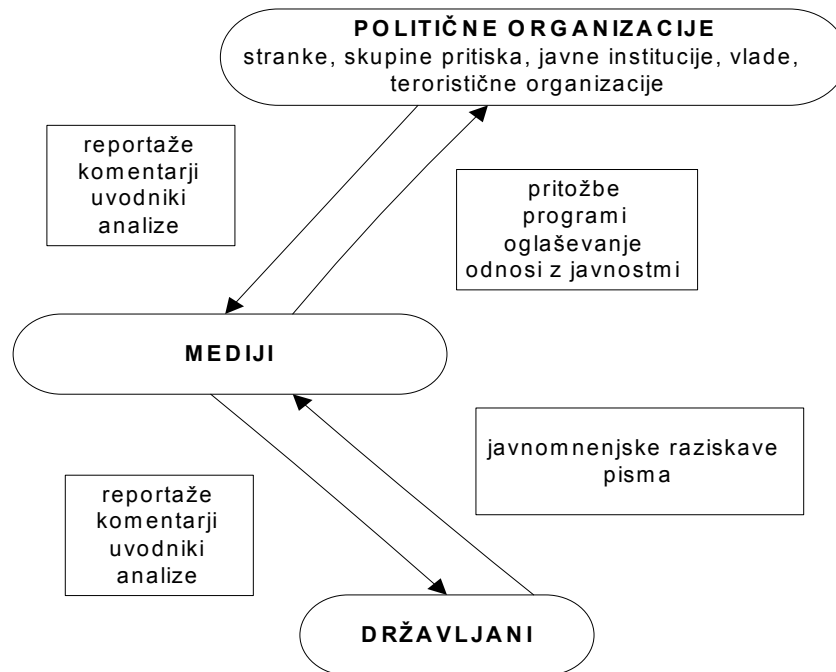 POLITIČNE ORGANIZACIJE
stranke, skupine pritiska, javne institucije, vlade,
teroristične organizacije
reportaže
komentarji
uvodniki
analize
pritožbe
programi
oglaševanje
odnosi z javnostmi
MEDIJI
javnomnenjske raziskave
pisma
reportaže
komentarji
uvodniki
analize
DRŽAVLJANI